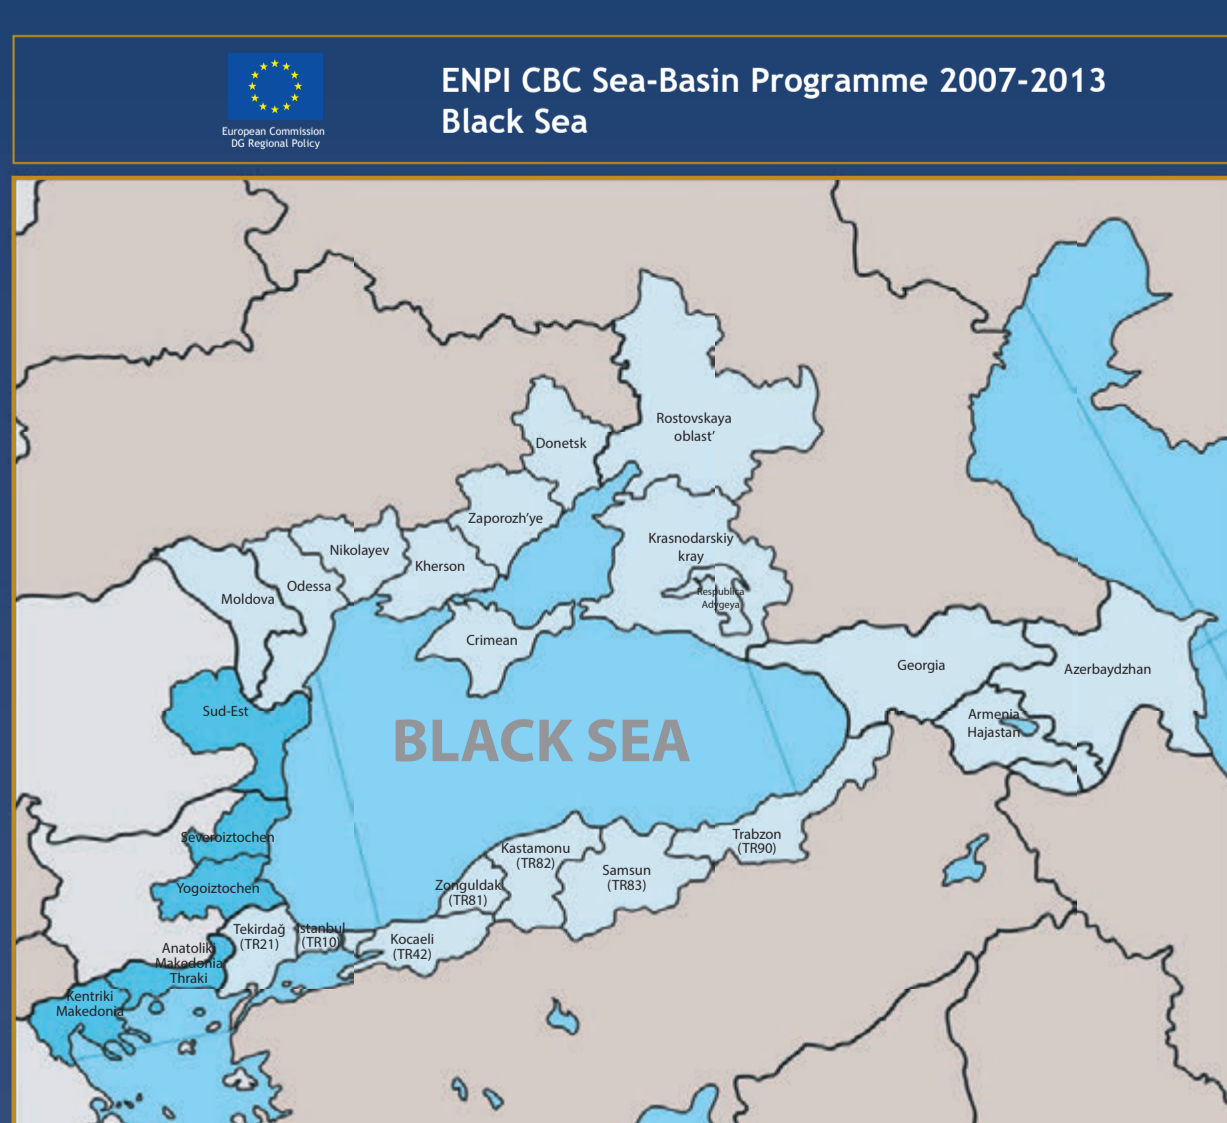 ENPI CBC Sea-Basin Programme 2007-2013
Black Sea
European Commission
DG Regional Policy
Rostovskaya
oblast’
Donetsk
Zaporozh’ye
Krasnodarskiy
kray
Nikolayev
Kherson
Odessa
Moldova
Respublica
Adygeya
Crimean
Georgia
Azerbaydzhan
Sud-Est
Armenia
Hajastan
BLACK SEA
Severoiztochen
Trabzon
(TR90)
Kastamonu
(TR82)
Samsun
(TR83)
Yogoiztochen
Zonguldak
(TR81)
Tekirdağ
(TR21)
Istanbul
(TR10)
Kocaeli
(TR42)
Anatoliki
Makedonia
Thraki
Kentriki
Makedonia